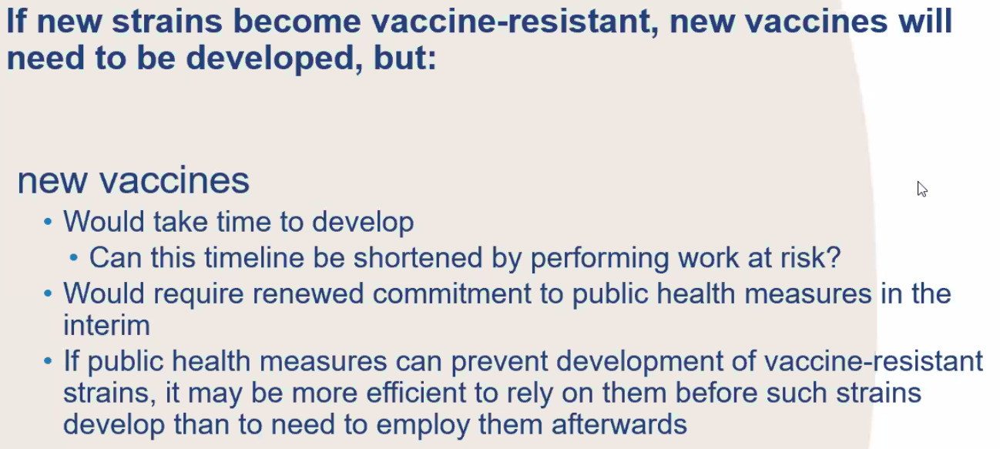 If new strains become vaccine-resistant, new vaccines will
need to be developed, but:
new vaccines
• Would take time to develop
• Can this timeline be shortened by performing work at risk?
• Would require renewed commitment to public health measures in the
interim
• If public health measures can prevent development of vaccine-resistant
strains, it may be more efficient to rely on them before such strains
develop than to need to employ them afterwards